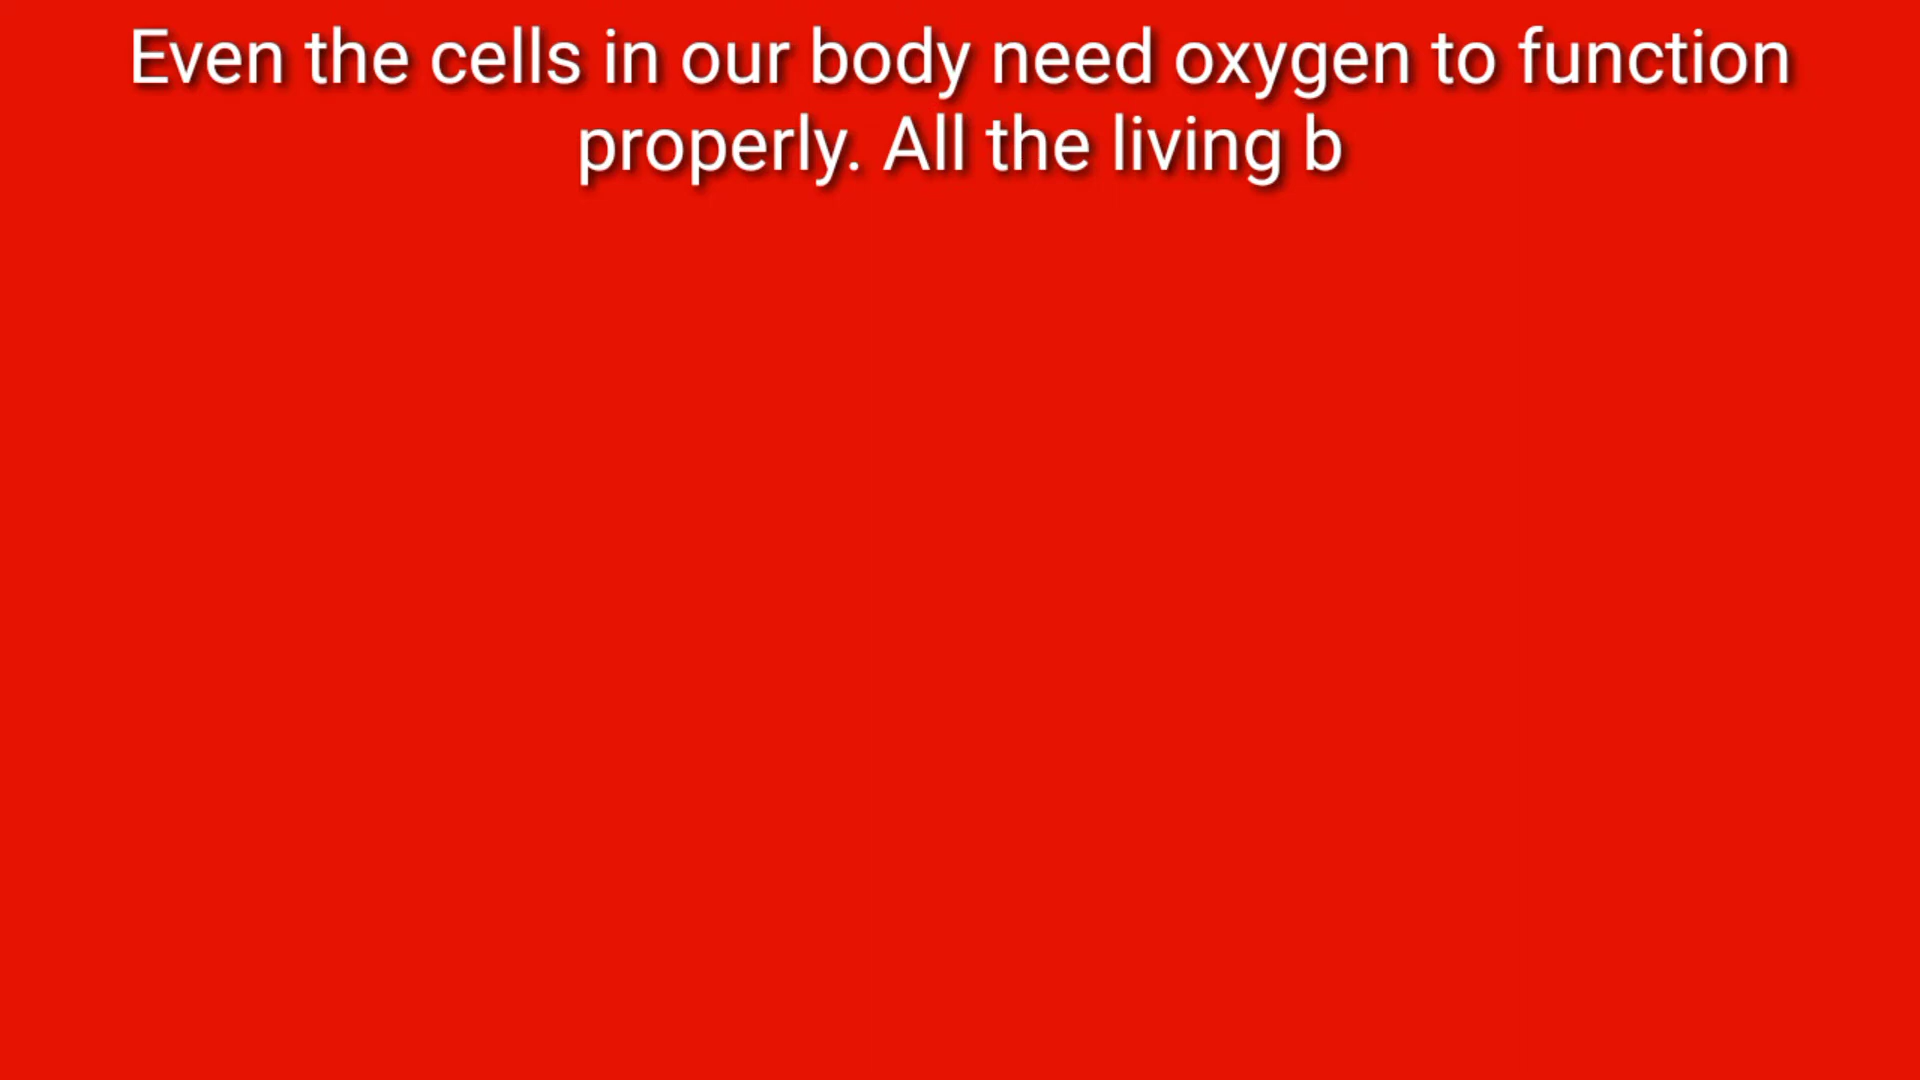 Even the cells in our body need oxygen to function
properly. All the living b